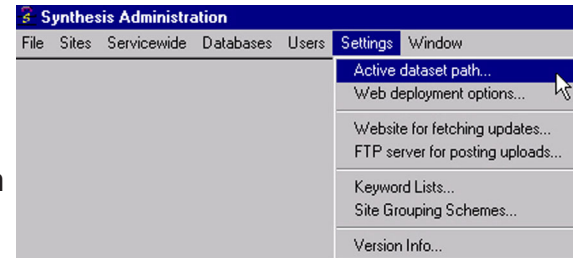 Synthesis Administration
File Sites Servicewide Databases Users Settings Window
Active dataset path...
Web deployment options...
Website for fetching updates...
FTP server for posting uploads...
Keyword Lists...
Site Grouping Schemes...
Version Info...